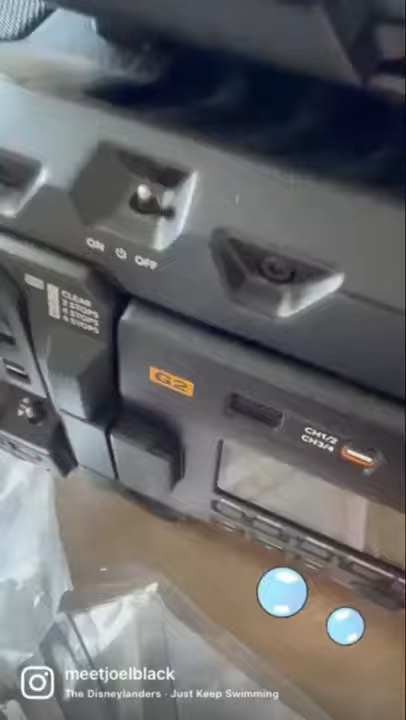 ON OFF
CLEAR
2 STOPS
4 STOPS
6 STOPS
G2
CH1/2
CH3/4
meetjoelblack
The Disneylanders · Just Keep Swimming